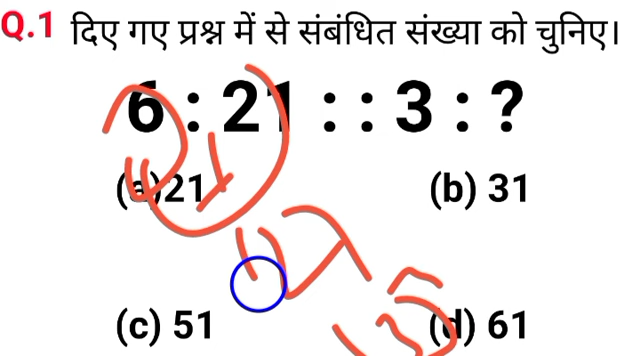 Q.1 दिए गए प्रश्न में से संबंधित संख्या को चुनिए।
6 : 21 : : 3 : ?
(a) 21 (b) 31
(c) 51 (d) 61